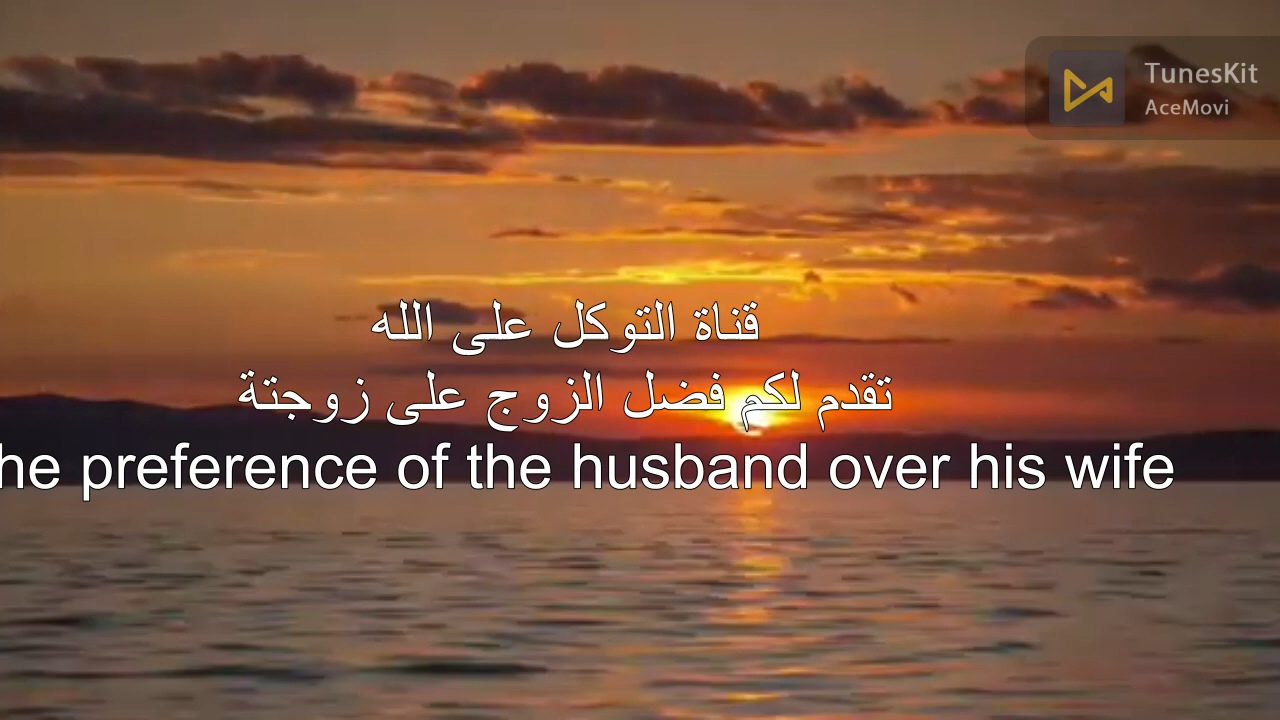 TunesKit
AceMovi
قناة التوكل على الله
تقدم لكم فضل الزوج على زوجتة
he preference of the husband over his wife